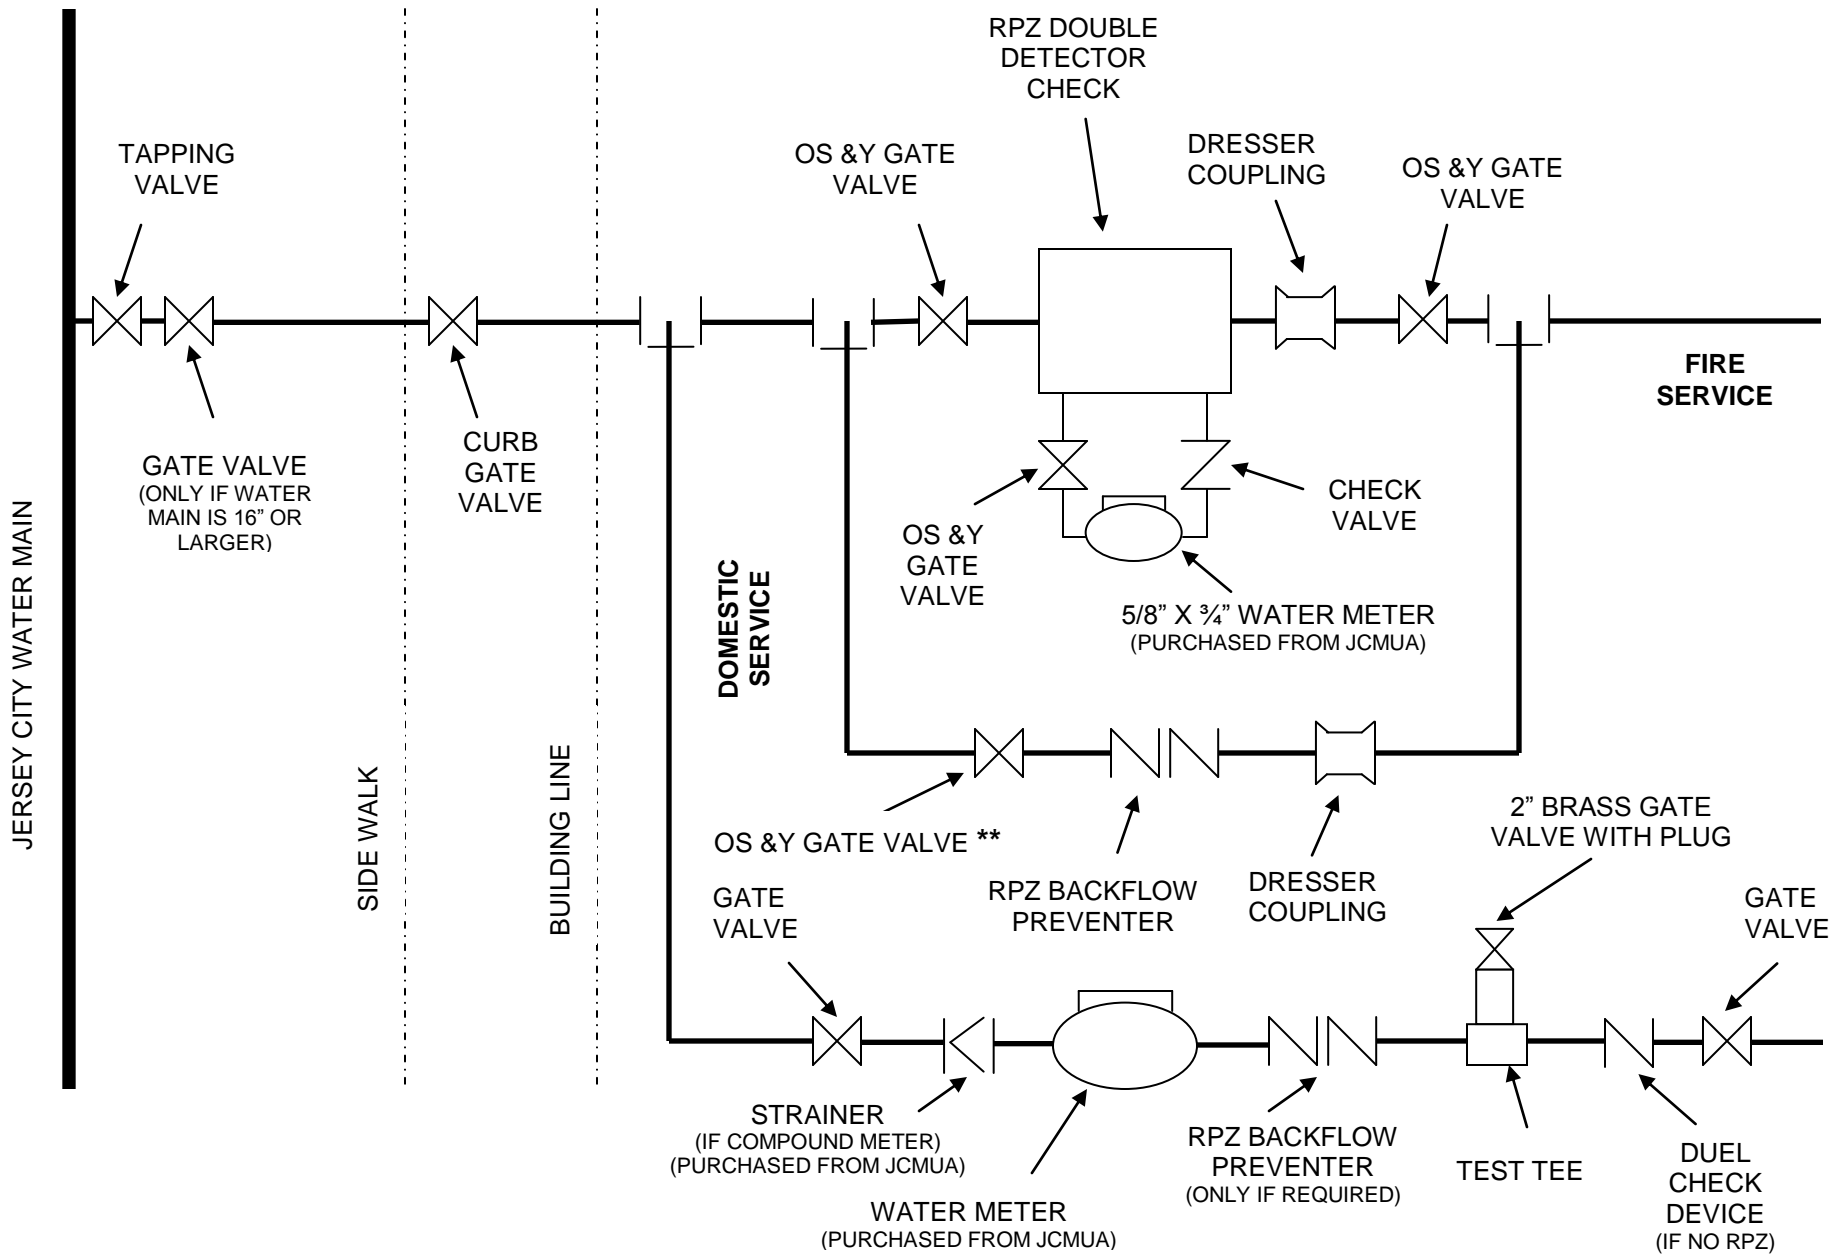 RPZ DOUBLE
DETECTOR
CHECK
TAPPING
VALVE
OS &Y GATE
VALVE
DRESSER
COUPLING
OS &Y GATE
VALVE
FIRE
SERVICE
GATE VALVE
(ONLY IF WATER
MAIN IS 16” OR
LARGER)
CURB
GATE
VALVE
OS &Y
GATE
VALVE
CHECK
VALVE
5/8” X ¾” WATER METER
(PURCHASED FROM JCMUA)
JERSEY CITY WATER MAIN
SIDE WALK
BUILDING LINE
DOMESTIC
SERVICE
OS &Y GATE VALVE **
RPZ BACKFLOW
PREVENTER
DRESSER
COUPLING
2” BRASS GATE
VALVE WITH PLUG
GATE
VALVE
GATE
VALVE
STRAINER
(IF COMPOUND METER)
(PURCHASED FROM JCMUA)
WATER METER
(PURCHASED FROM JCMUA)
RPZ BACKFLOW
PREVENTER
(ONLY IF REQUIRED)
TEST TEE
DUEL
CHECK
DEVICE
(IF NO RPZ)